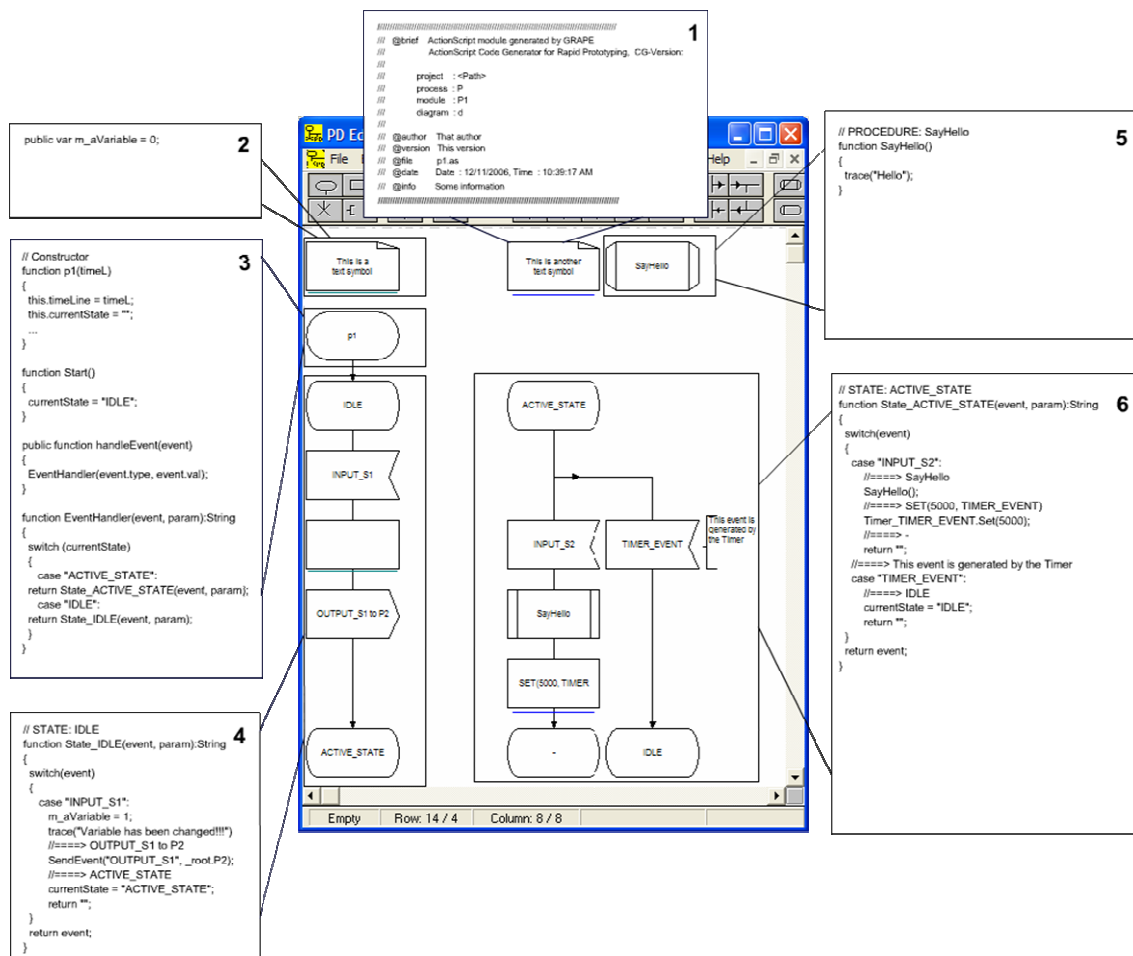 ////////////////////////////////////////////////////////////////////////////////
/// @brief ActionScript module generated by GRAPE
/// ActionScript Code Generator for Rapid Prototyping, CG-Version:
///
/// project : <Path>
/// process : P
/// module : P1
/// diagram : d
///
/// @author That author
/// @version This version
/// @file p1.as
/// @date Date : 12/11/2006, Time : 10:39:17 AM
/// @info Some information
////////////////////////////////////////////////////////////////////////////////
1
public var m_aVariable = 0;
2
// Constructor
3
function p1(timeL)
{
this.timeLine = timeL;
this.currentState = "";
...
}
function Start()
{
currentState = "IDLE";
}
public function handleEvent(event)
{
EventHandler(event.type, event.val);
}
function EventHandler(event, param):String
{
switch (currentState)
{
case "ACTIVE_STATE":
return State_ACTIVE_STATE(event, param);
case "IDLE":
return State_IDLE(event, param);
}
}
// STATE: IDLE
function State_IDLE(event, param):String
4
{
switch(event)
{
case "INPUT_S1":
m_aVariable = 1;
trace("Variable has been changed!!!")
//====> OUTPUT_S1 to P2
SendEvent("OUTPUT_S1", _root.P2);
//====> ACTIVE_STATE
currentState = "ACTIVE_STATE";
return "";
}
return event;
}
PD Ed
File
Help
This is a
text symbol
This is another
text symbol
SayHello
p1
IDLE
INPUT_S1
OUTPUT_S1 to P2
ACTIVE_STATE
ACTIVE_STATE
INPUT_S2
TIMER_EVENT
This event is
generated by
the Timer
SayHello
SET(5000, TIMER
-
IDLE
Empty
Row: 14 / 4
Column: 8 / 8
// PROCEDURE: SayHello
5
function SayHello()
{
trace("Hello");
}
// STATE: ACTIVE_STATE
function State_ACTIVE_STATE(event, param):String
6
{
switch(event)
{
case "INPUT_S2":
//====> SayHello
SayHello();
//====> SET(5000, TIMER_EVENT)
Timer_TIMER_EVENT.Set(5000);
//====> -
return "";
//====> This event is generated by the Timer
case "TIMER_EVENT":
//====> IDLE
currentState = "IDLE";
return "";
}
return event;
}